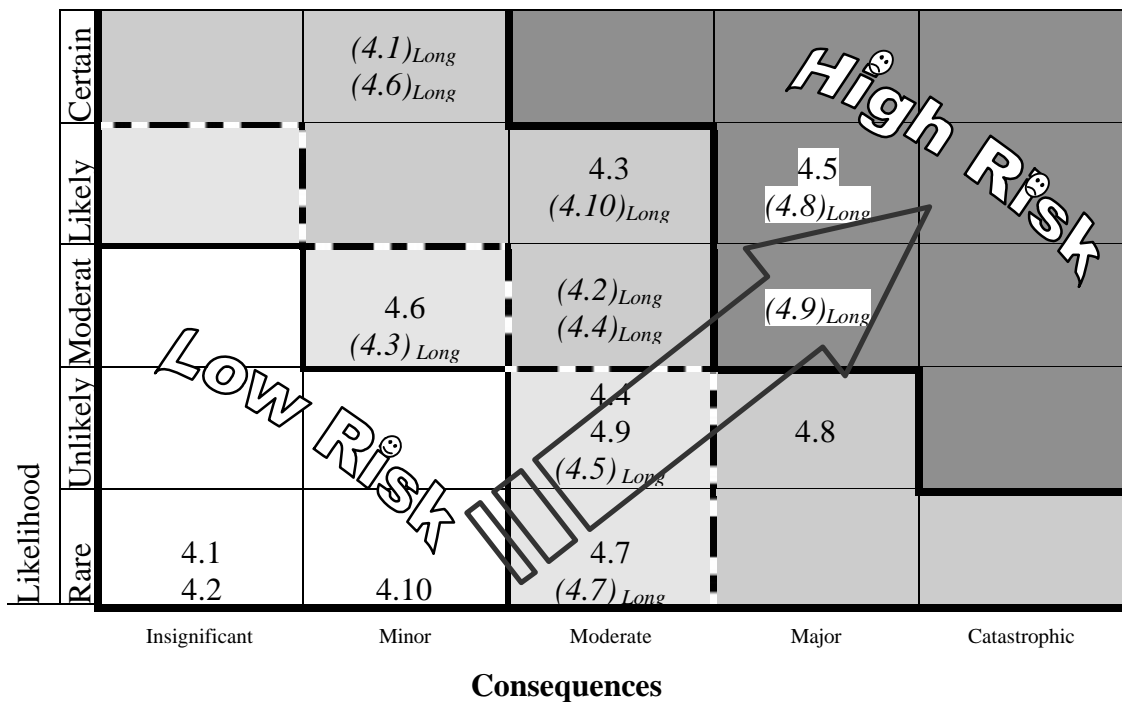 Certain
(4.1)Long
(4.6)Long
High Risk
Likely
4.3
(4.10)Long
4.5
(4.8)Long
Moderat
4.6
(4.3) Long
(4.2)Long
(4.4)Long
(4.9)Long
Low Risk
Unlikely
4.4
4.9
(4.5) Long
4.8
Likelihood
Rare
4.1
4.2
4.10
4.7
(4.7) Long
Insignificant
Minor
Moderate
Major
Catastrophic
Consequences